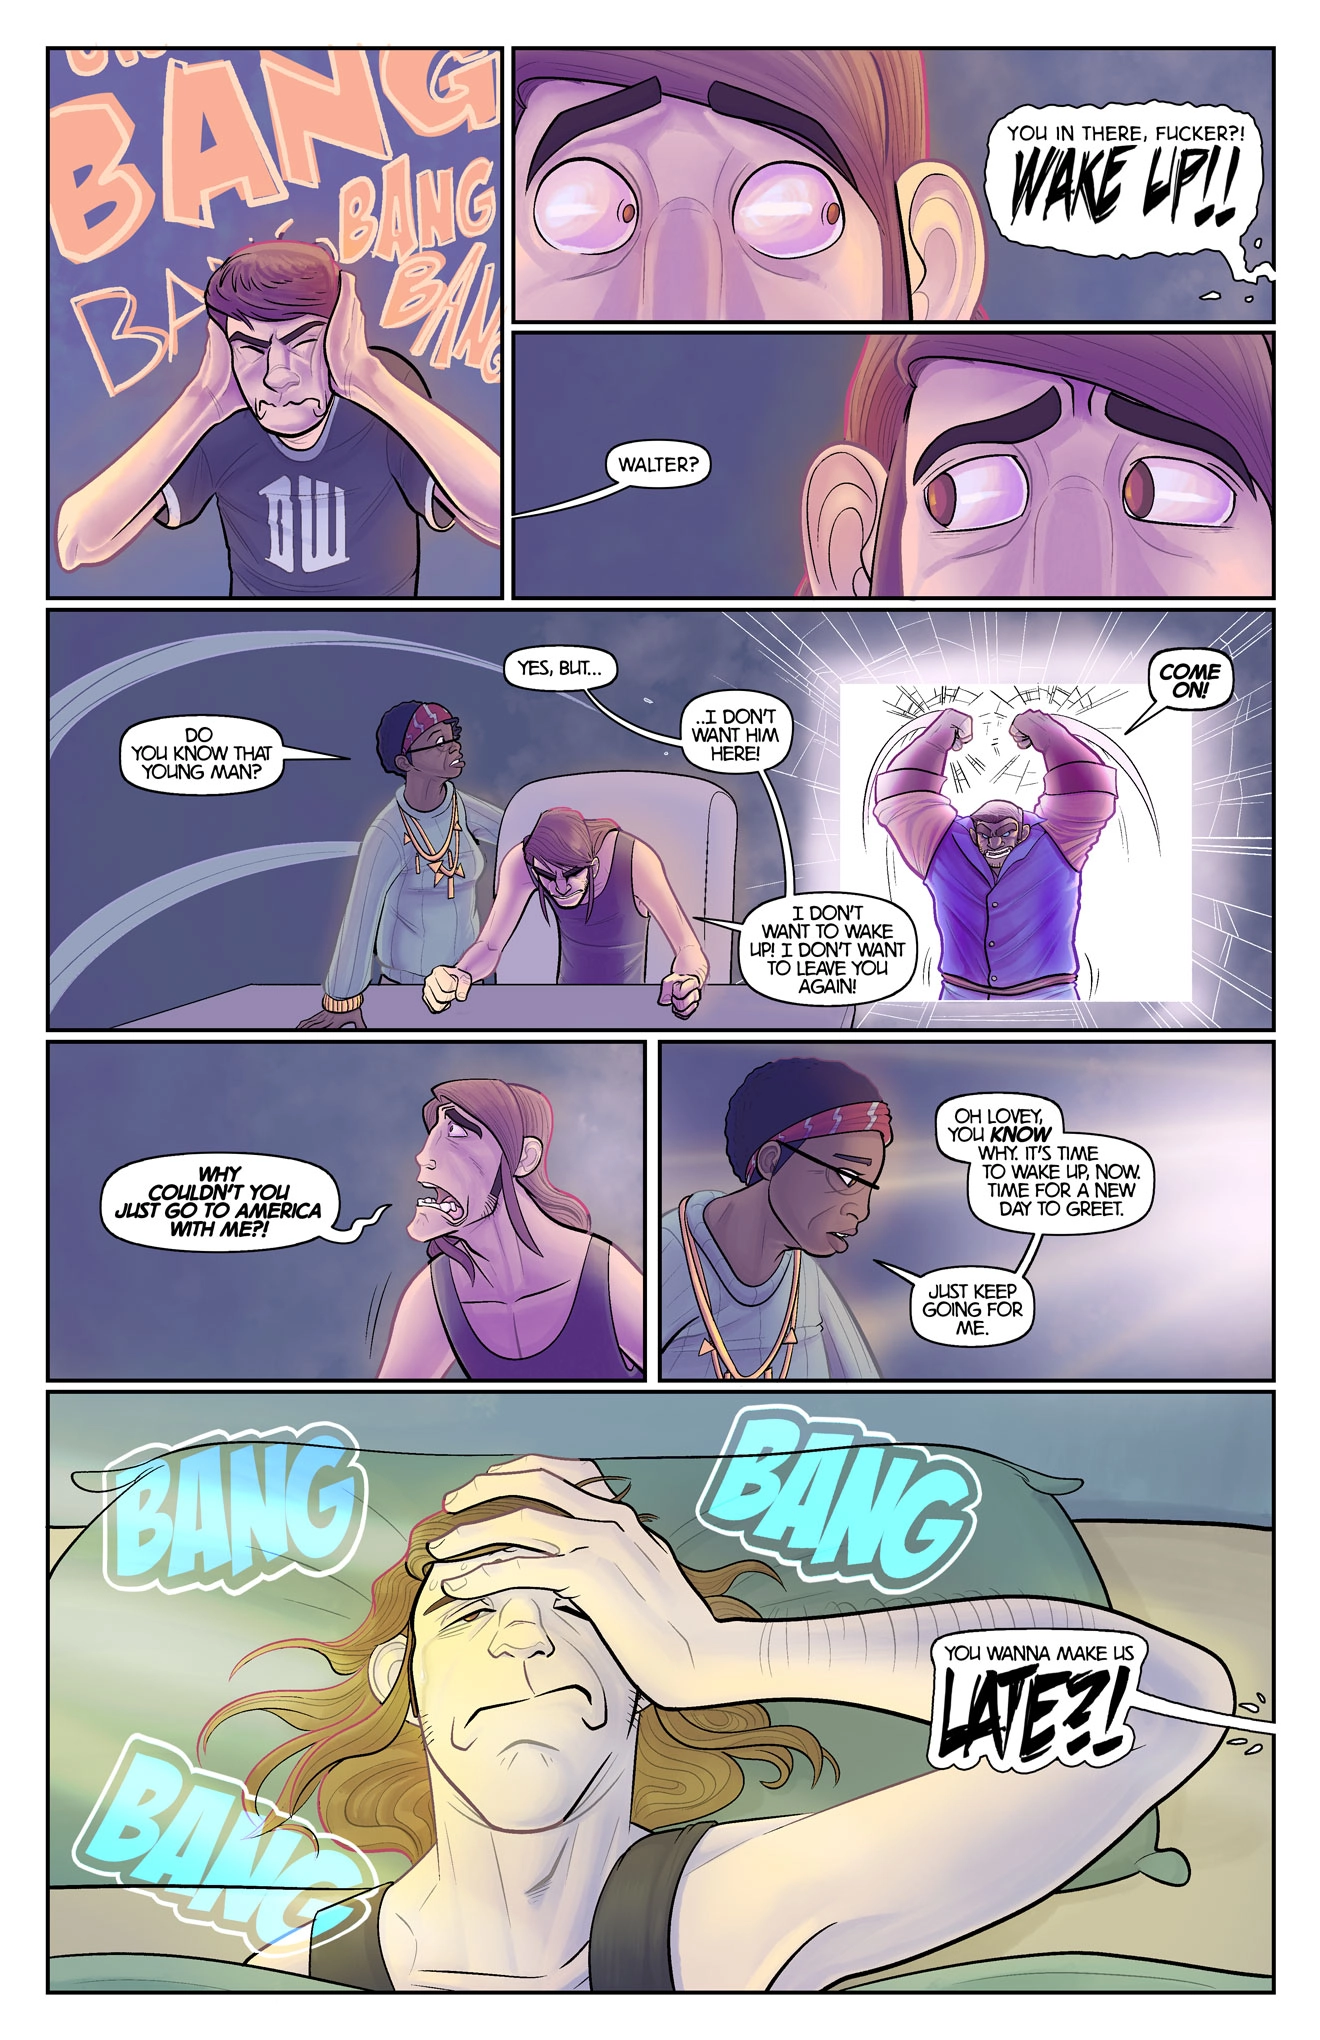 BANG
BANG
BANG
BANG
DW
YOU IN THERE, FUCKER?!
WAKE UP!!
WALTER?
DO
YOU KNOW THAT
YOUNG MAN?
YES, BUT...
..I DON'T
WANT HIM
HERE!
I DON'T
WANT TO WAKE
UP! I DON'T WANT
TO LEAVE YOU
AGAIN!
COME
ON!
WHY
COULDN'T YOU
JUST GO TO AMERICA
WITH ME?!
OH LOVEY,
YOU KNOW
WHY. IT'S TIME
TO WAKE UP, NOW.
TIME FOR A NEW
DAY TO GREET.
JUST KEEP
GOING FOR
ME.
BANG
BANG
YOU WANNA MAKE US
LATE?!
BANG